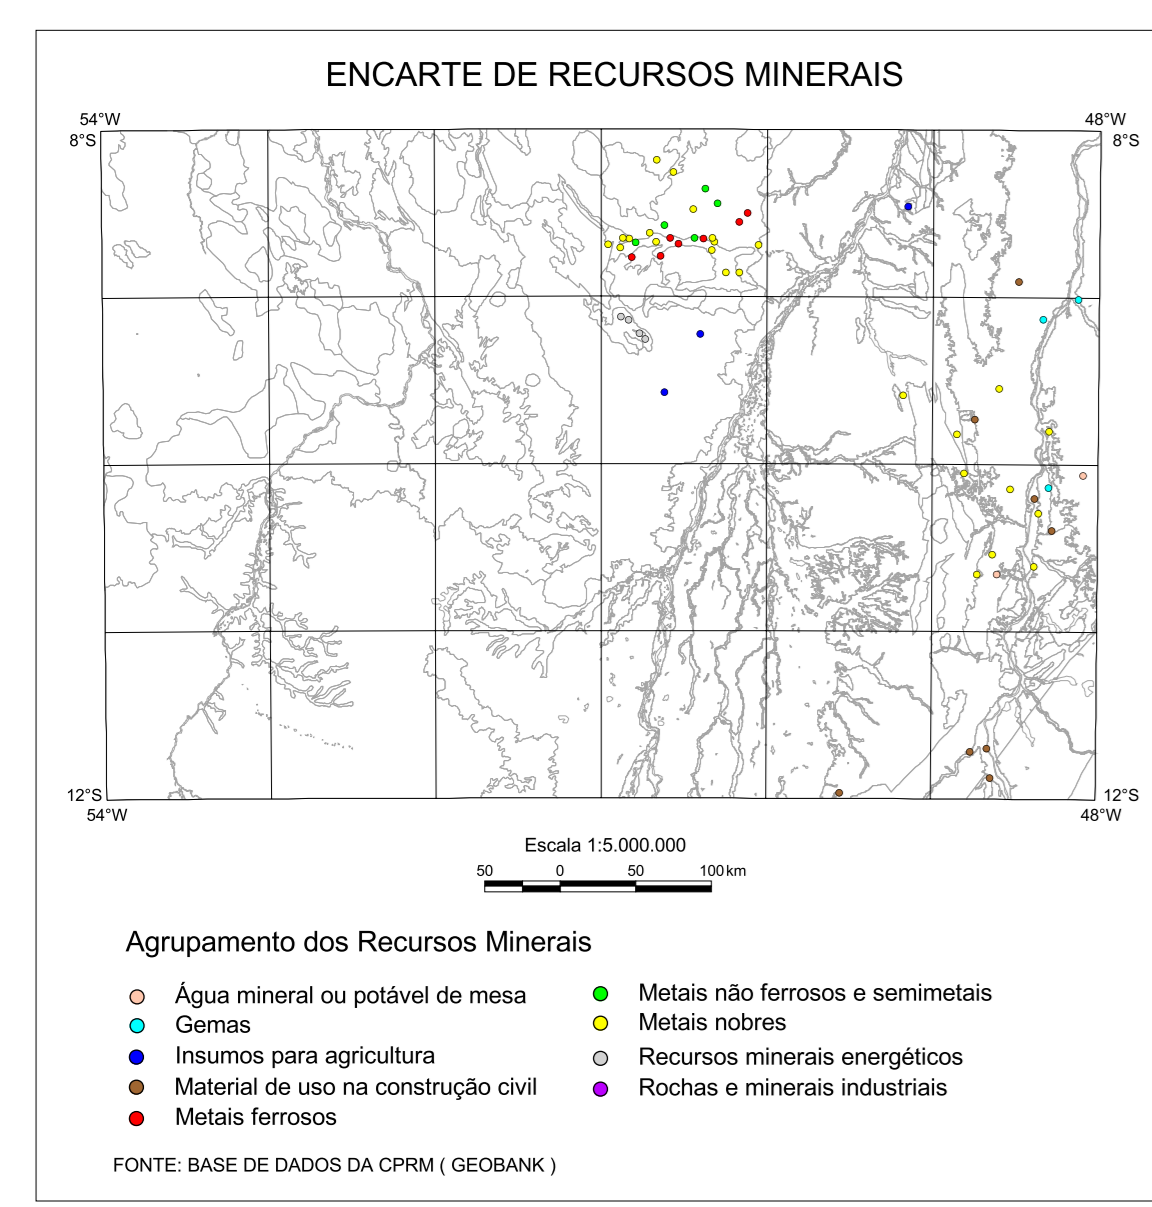 ENCARTE DE RECURSOS MINERAIS
54°W
48°W
8°S
8°S
12°S
12°S
54°W
48°W
Escala 1:5.000.000
50 0 50 100 km
Agrupamento dos Recursos Minerais
Água mineral ou potável de mesa
Gemas
Insumos para agricultura
Material de uso na construção civil
Metais ferrosos
Metais não ferrosos e semimetais
Metais nobres
Recursos minerais energéticos
Rochas e minerais industriais
FONTE: BASE DE DADOS DA CPRM ( GEOBANK )